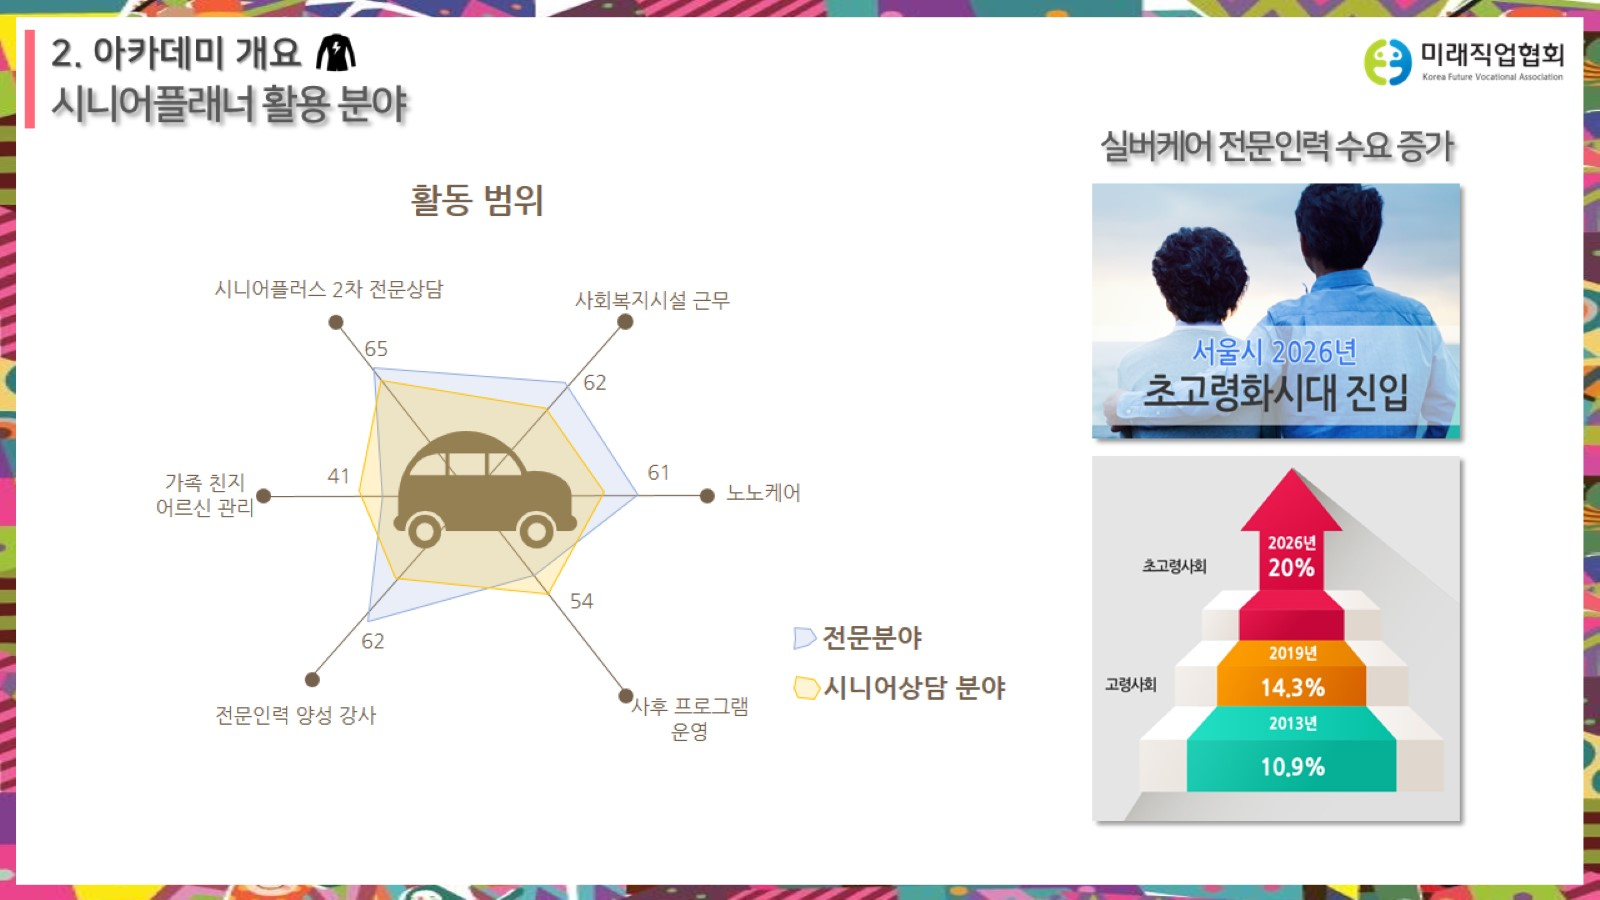 2. 아카데미 개요
시니어플래너 활용 분야
미래직업협회
Korea Future Vocational Association
실버케어 전문인력 수요 증가
활동 범위
시니어플러스 2차 전문상담
사회복지시설 근무
65
62
가족 친지
어르신 관리
41
61
노노케어
62
54
전문인력 양성 강사
사후 프로그램
운영
전문분야
시니어상담 분야
서울시 2026년
초고령화시대 진입
2026년
초고령사회
20%
2019년
고령사회
14.3%
2013년
10.9%